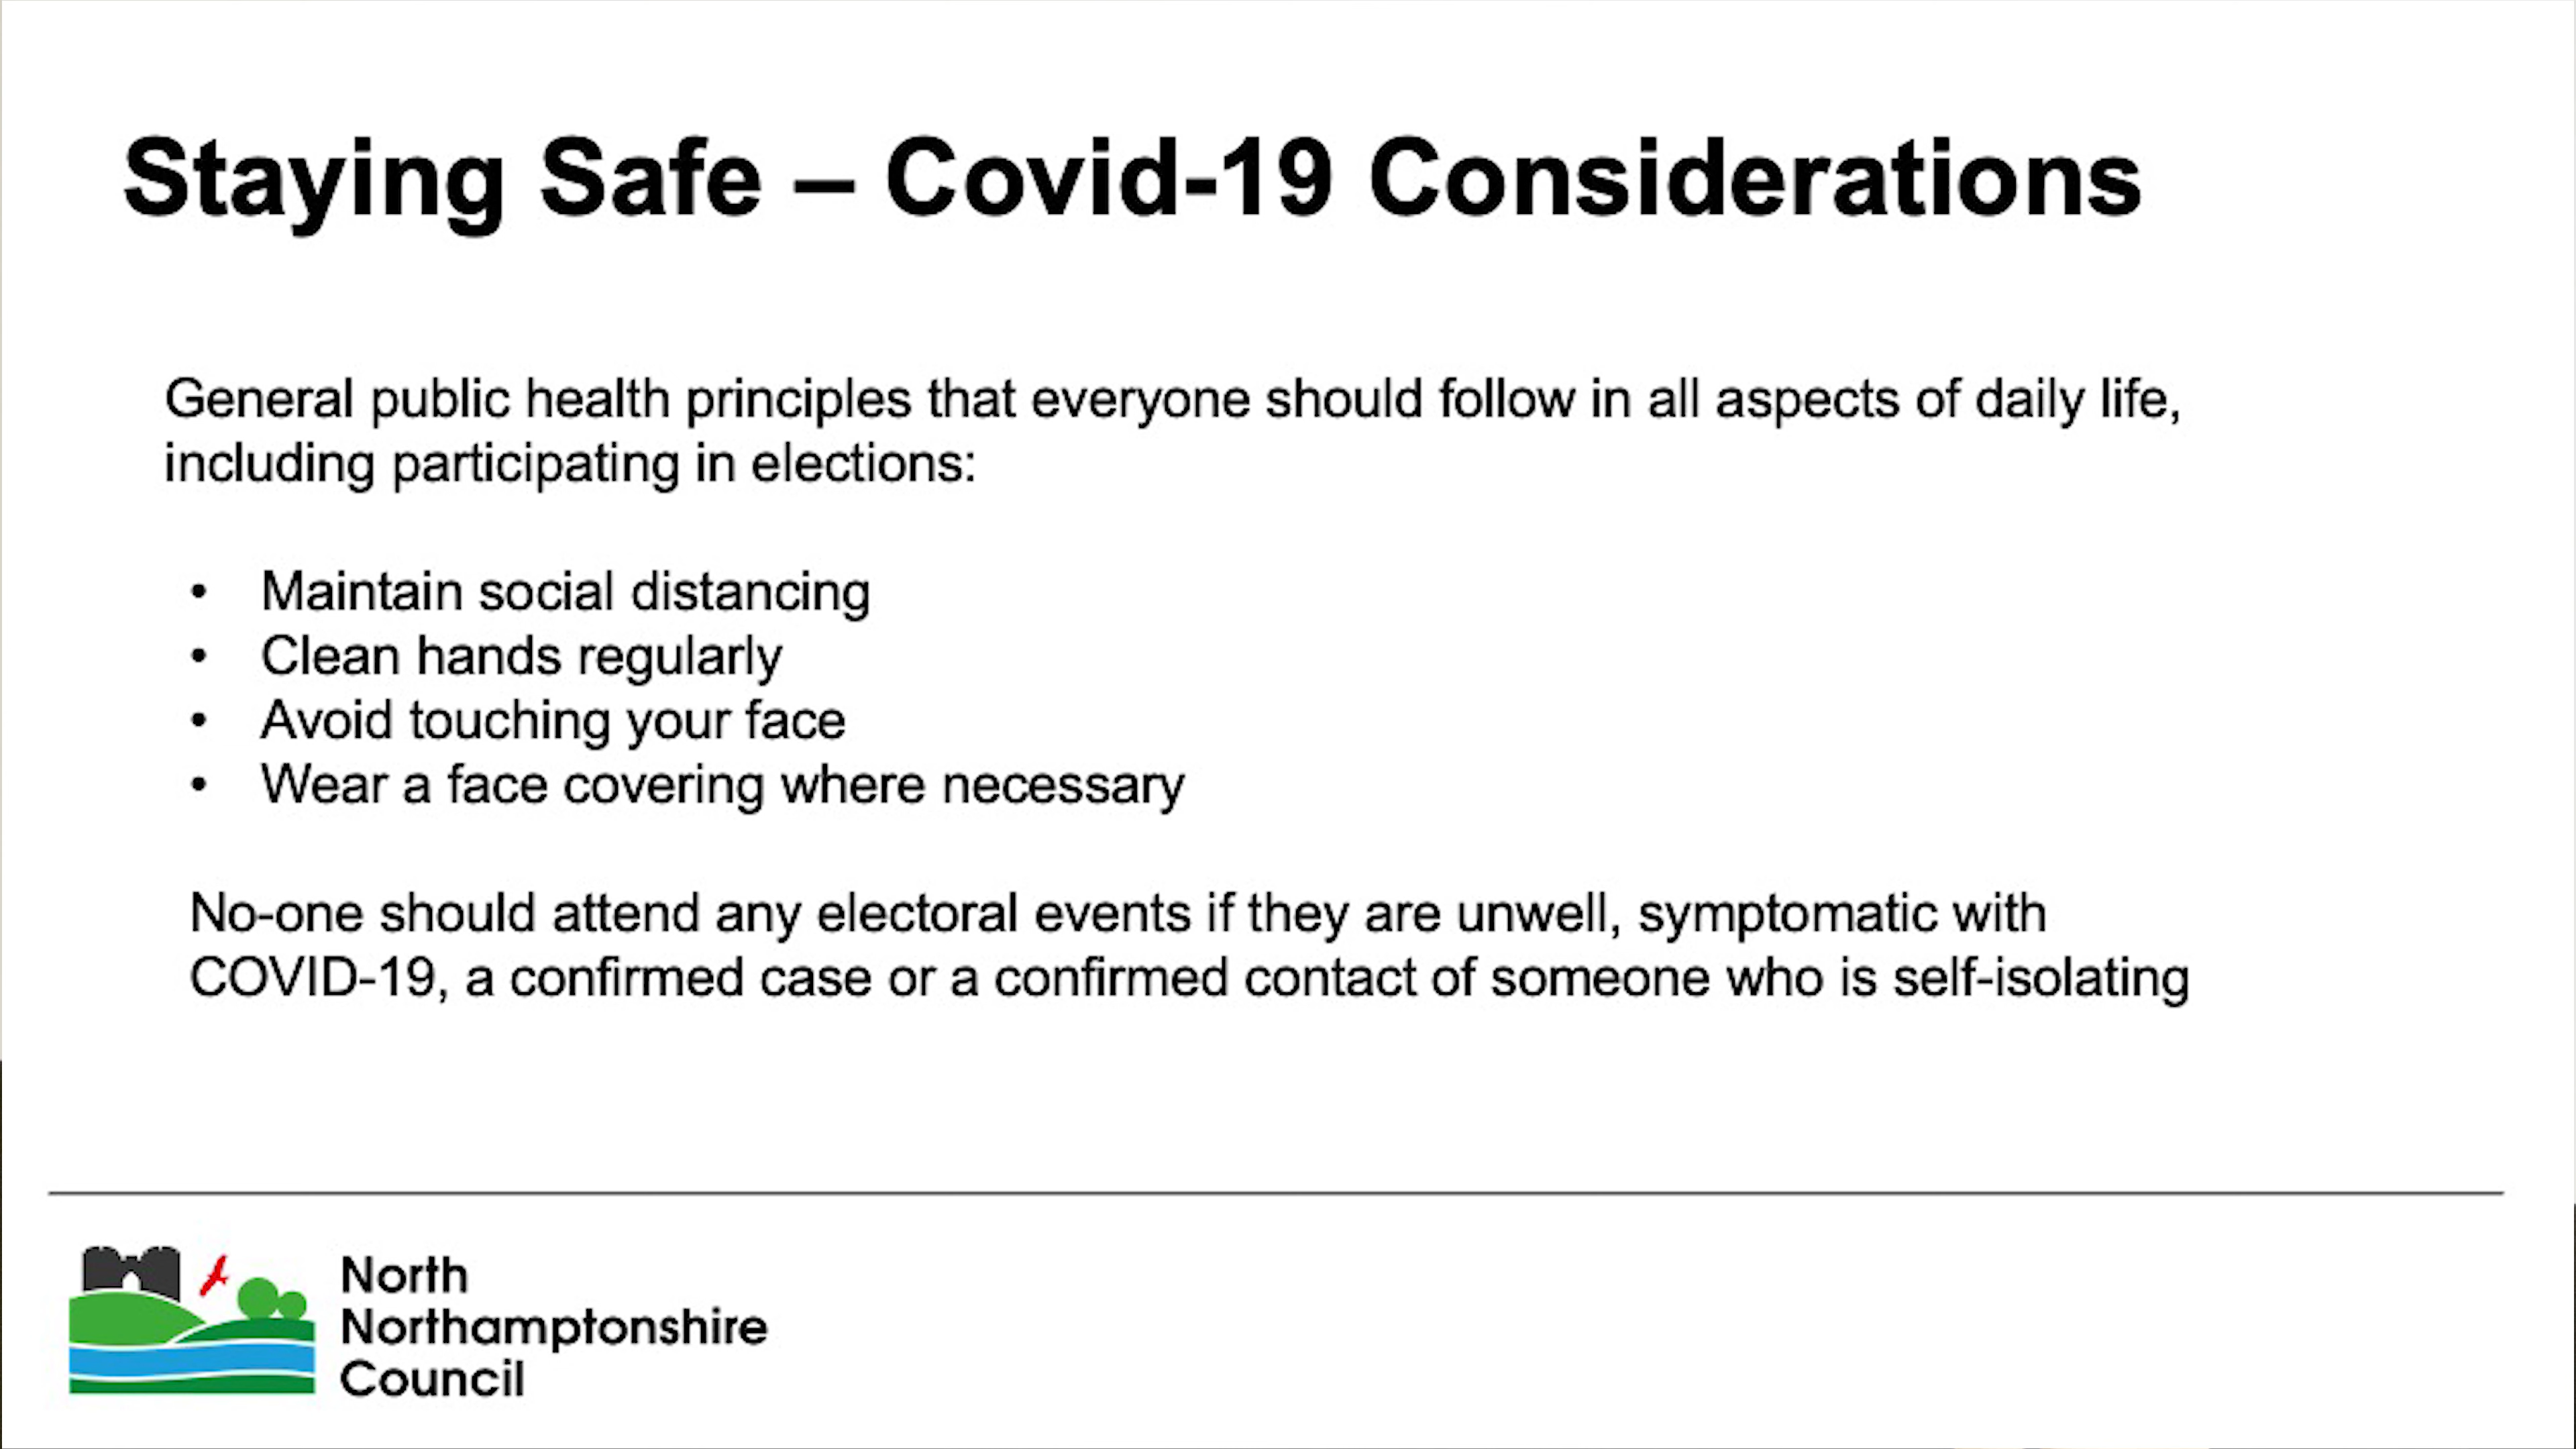 Staying Safe – Covid-19 Considerations
General public health principles that everyone should follow in all aspects of daily life,
including participating in elections:
• Maintain social distancing
• Clean hands regularly
• Avoid touching your face
• Wear a face covering where necessary
No-one should attend any electoral events if they are unwell, symptomatic with
COVID-19, a confirmed case or a confirmed contact of someone who is self-isolating
North
Northamptonshire
Council